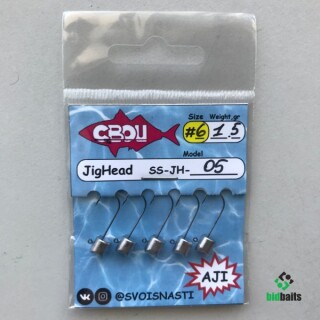 СВОИ
Size
Weight,gr
#6
1.5
Model
JigHead
SS-JH-
05
AJI
@SVOISNASTI
bidbaits